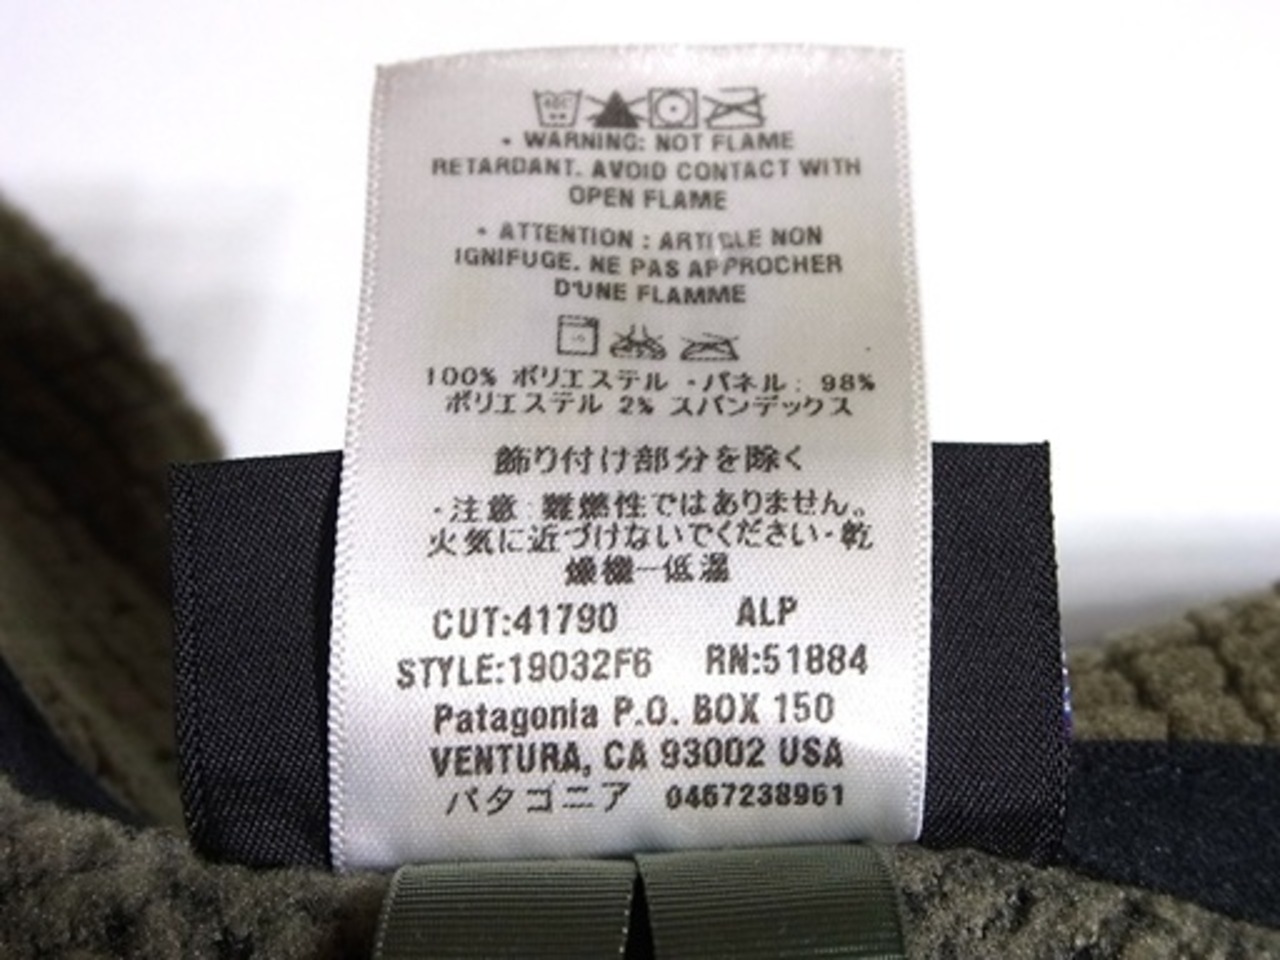 • WARNING: NOT FLAME
RETARDANT. AVOID CONTACT WITH
OPEN FLAME
• ATTENTION : ARTICLE NON
IGNIFUGE. NE PAS APPROCHER
D'UNE FLAMME
100% ポリエステル ・パネル: 98%
ポリエステル 2% スパンデックス
飾り付け部分を除く
・注意:難燃性ではありません。
火気に近づけないでください・乾
燥機―低温
CUT:41790 ALP
STYLE:19032F6 RN:51884
Patagonia P.O. BOX 150
VENTURA, CA 93002 USA
パタゴニア 0467238961